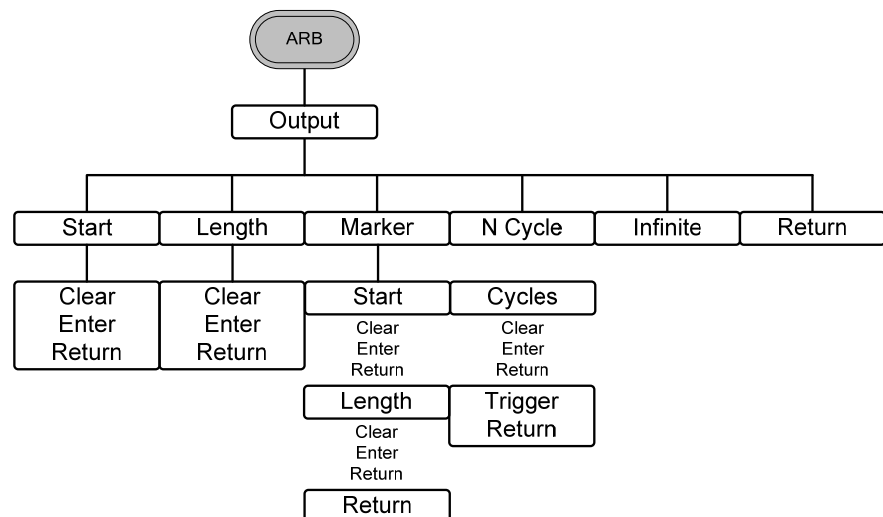 ARB
Output
Start
Length
Marker
N Cycle
Infinite
Return
Clear
Enter
Return
Clear
Enter
Return
Start
Clear
Enter
Return
Length
Clear
Enter
Return
Return
Cycles
Clear
Enter
Return
Trigger
Return